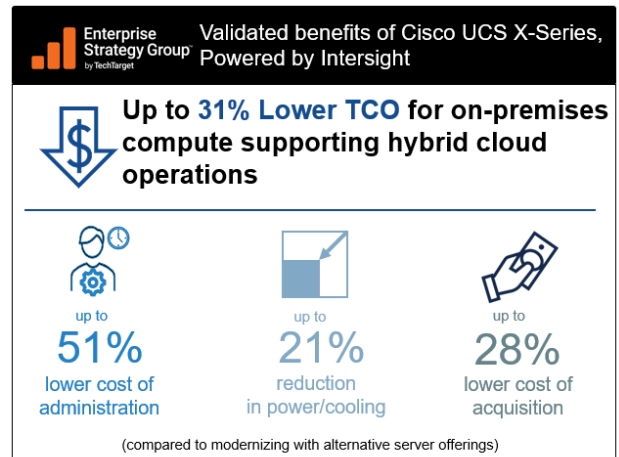 Enterprise
Strategy Group™
by TechTarget
Validated benefits of Cisco UCS X-Series,
Powered by Intersight
$
Up to 31% Lower TCO for on-premises
compute supporting hybrid cloud
operations
up to
51%
lower cost of
administration
up to
21%
reduction
in power/cooling
up to
28%
lower cost of
acquisition
(compared to modernizing with alternative server offerings)